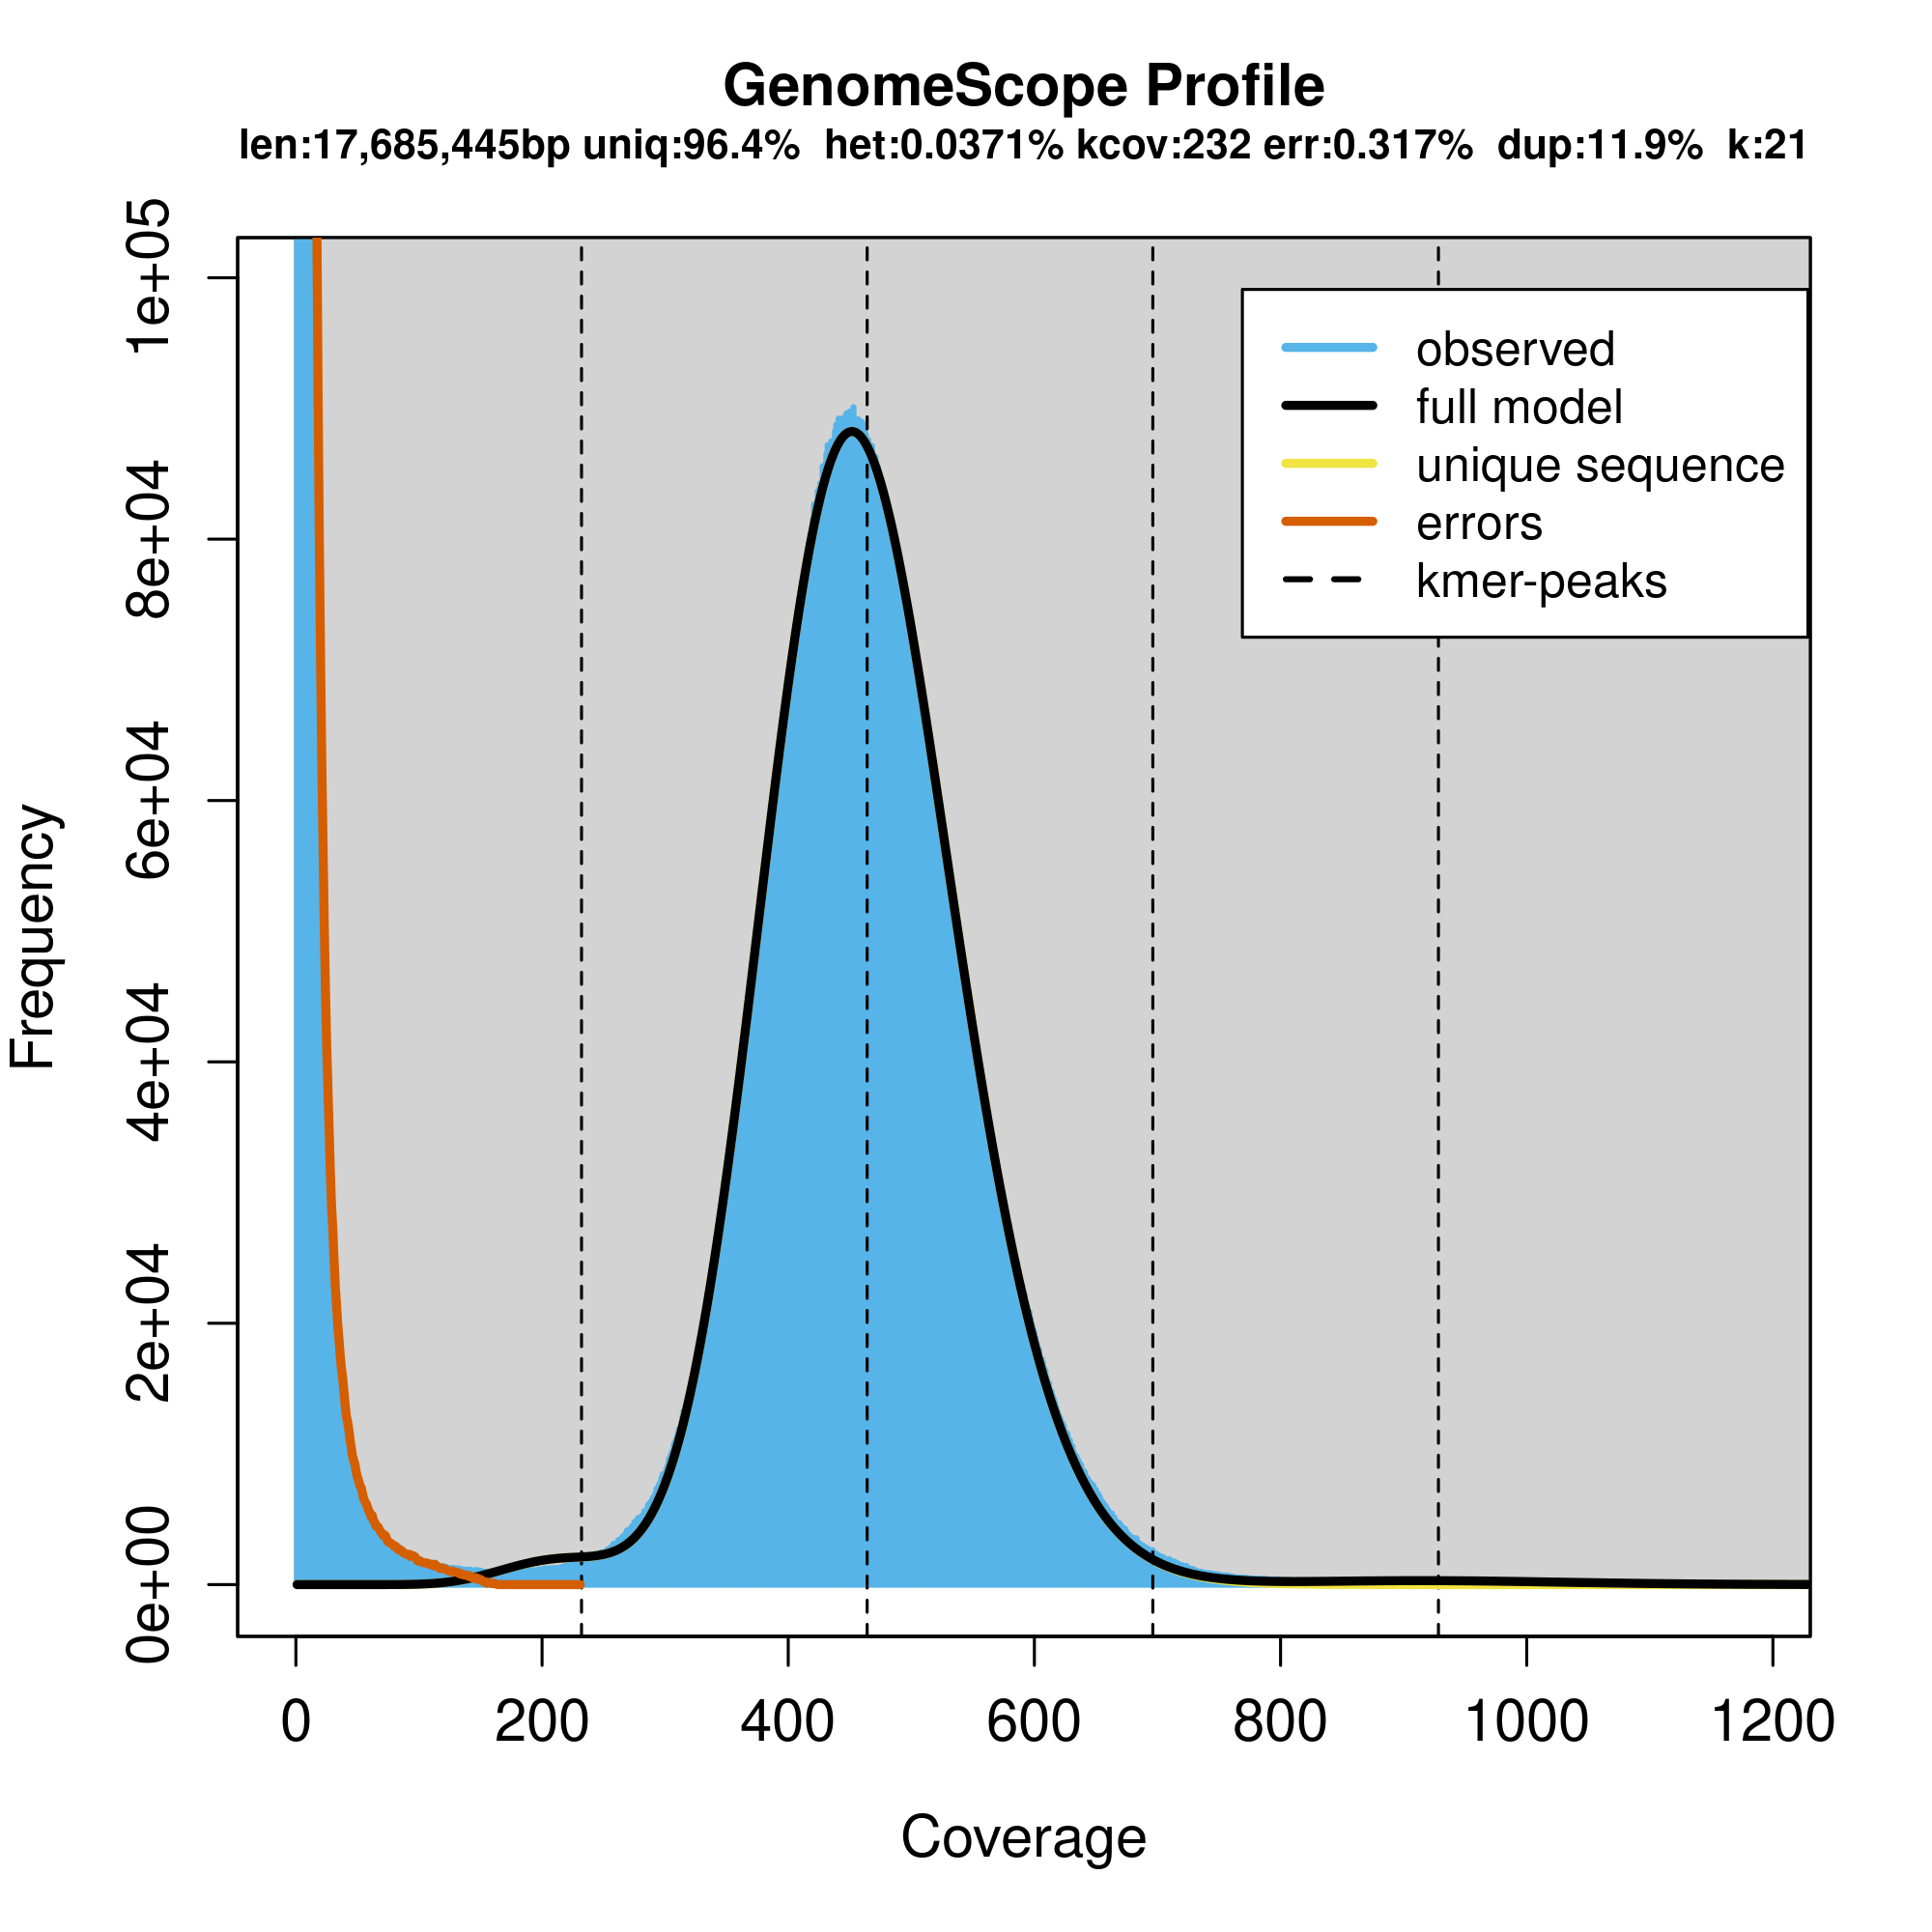 GenomeScope Profile
len:17,685,445bp uniq:96.4% het:0.0371% kcov:232 err:0.317% dup:11.9% k:21
1e+05
8e+04
6e+04
4e+04
2e+04
0e+00
Frequency
observed
full model
unique sequence
errors
kmer-peaks
0 200 400 600 800 1000 1200
Coverage